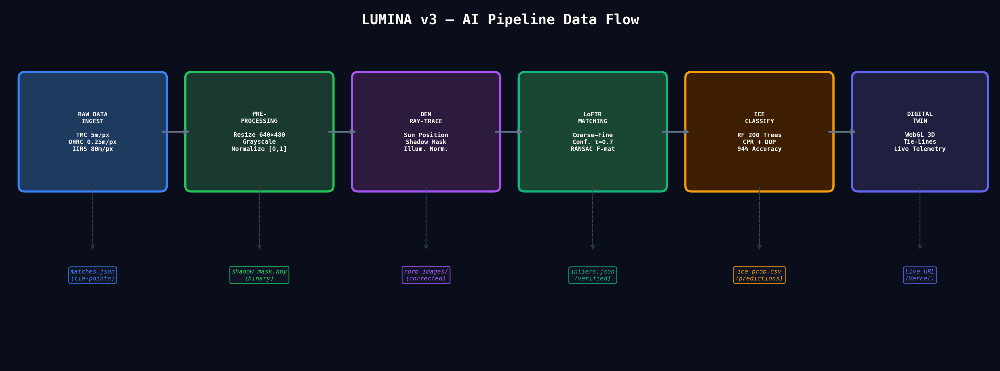 LUMINA v3 — AI Pipeline Data Flow
RAW DATA
INGEST
TMC 5m/px
OHRC 0.25m/px
IIRS 80m/px
PRE-
PROCESSING
Resize 640×480
Grayscale
Normalize [0,1]
DEM
RAY-TRACE
Sun Position
Shadow Mask
Illum. Norm.
LoFTR
MATCHING
Coarse→Fine
Conf. τ=0.7
RANSAC F-mat
ICE
CLASSIFY
RF 200 Trees
CPR + DOP
94% Accuracy
DIGITAL
TWIN
WebGL 3D
Tie-Lines
Live Telemetry
matches.json
(tie-points)
shadow_mask.npy
(binary)
norm_images/
(corrected)
inliers.json
(verified)
ice_prob.csv
(predictions)
Live URL
(Vercel)